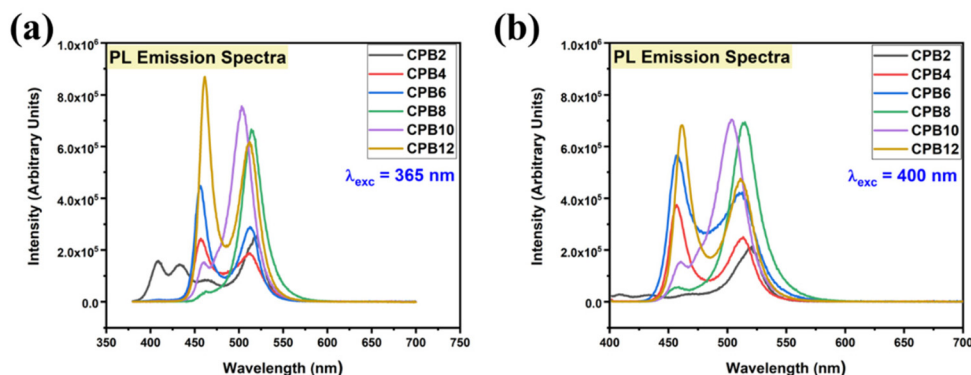 (a)
PL Emission Spectra
CPB2
CPB4
CPB6
CPB8
CPB10
CPB12
λexc = 365 nm
1.0x10⁶
8.0x10⁵
6.0x10⁵
4.0x10⁵
2.0x10⁵
0.0
Intensity (Arbitrary Units)
350 400 450 500 550 600 650 700 750
Wavelength (nm)
(b)
PL Emission Spectra
CPB2
CPB4
CPB6
CPB8
CPB10
CPB12
λexc = 400 nm
1.0x10⁶
8.0x10⁵
6.0x10⁵
4.0x10⁵
2.0x10⁵
0.0
Intensity (Arbitrary Units)
400 450 500 550 600 650 700
Wavelength (nm)